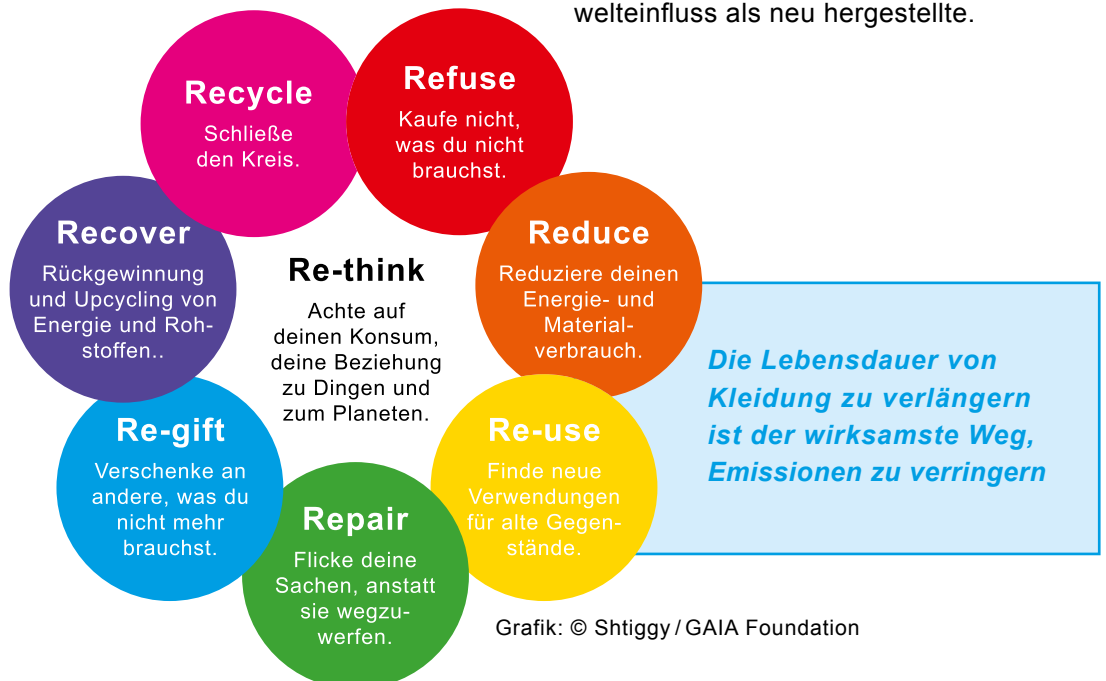 welteinfluss als neu hergestellte.
Refuse
Kaufe nicht,
was du nicht
brauchst.
Reduce
Reduziere deinen
Energie- und
Material-
verbrauch.
Re-use
Finde neue
Verwendungen
für alte Gegen-
stände.
Repair
Flicke deine
Sachen, anstatt
sie wegzu-
werfen.
Re-gift
Verschenke an
andere, was du
nicht mehr
brauchst.
Recover
Rückgewinnung
und Upcycling von
Energie und Roh-
stoffen..
Recycle
Schließe
den Kreis.
Re-think
Achte auf
deinen Konsum,
deine Beziehung
zu Dingen und
zum Planeten.
Die Lebensdauer von
Kleidung zu verlängern
ist der wirksamste Weg,
Emissionen zu verringern
Grafik: © Shtiggy / GAIA Foundation